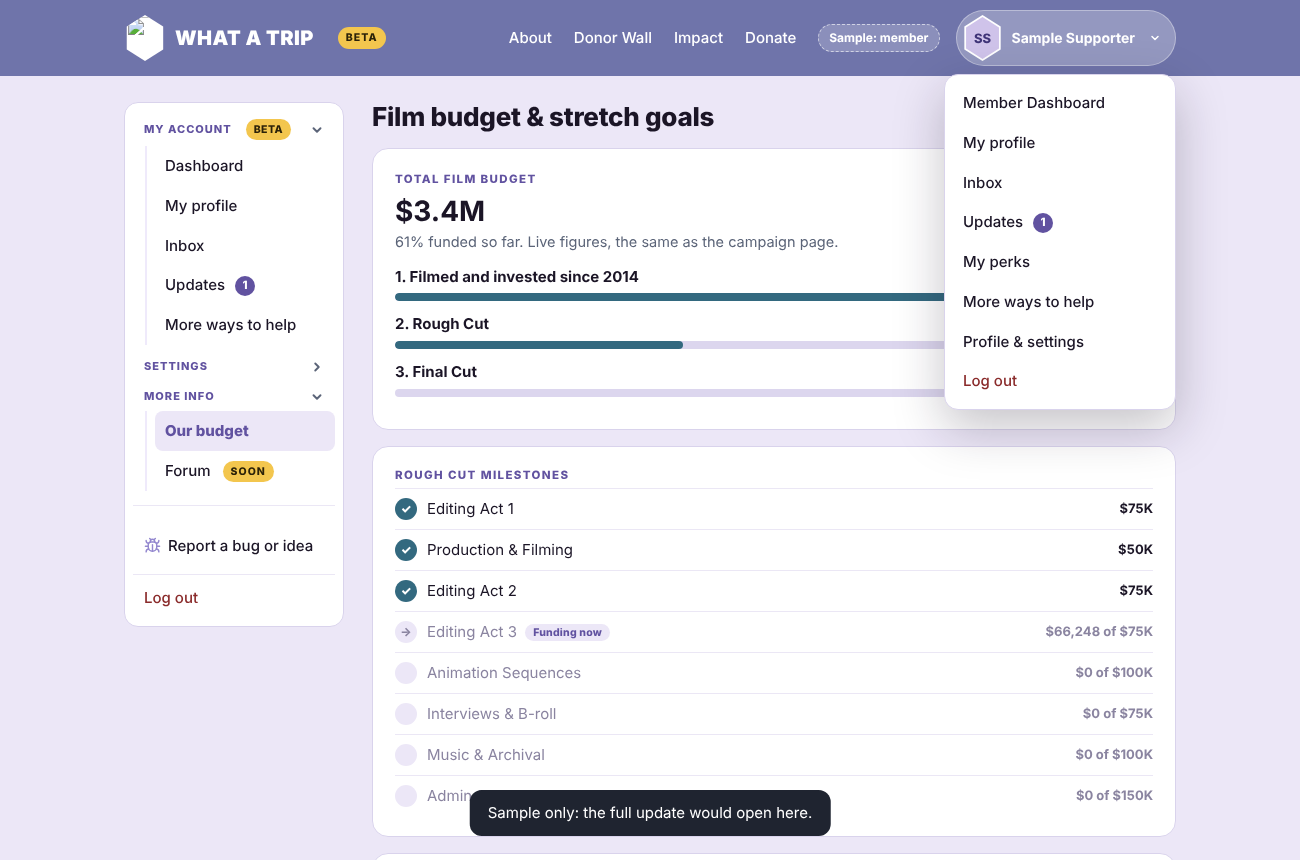 WHAT A TRIP
BETA
About
Donor Wall
Impact
Donate
Sample: member
SS
Sample Supporter
Member Dashboard
My profile
Inbox
Updates 1
My perks
More ways to help
Profile & settings
Log out
MY ACCOUNT BETA
Dashboard
My profile
Inbox
Updates 1
More ways to help
SETTINGS
MORE INFO
Our budget
Forum SOON
Report a bug or idea
Log out
Film budget & stretch goals
TOTAL FILM BUDGET
$3.4M
61% funded so far. Live figures, the same as the campaign page.
1. Filmed and invested since 2014
2. Rough Cut
3. Final Cut
ROUGH CUT MILESTONES
Editing Act 1 $75K
Production & Filming $50K
Editing Act 2 $75K
Editing Act 3 Funding now $66,248 of $75K
Animation Sequences $0 of $100K
Interviews & B-roll $0 of $75K
Music & Archival $0 of $100K
Admin $0 of $150K
Sample only: the full update would open here.